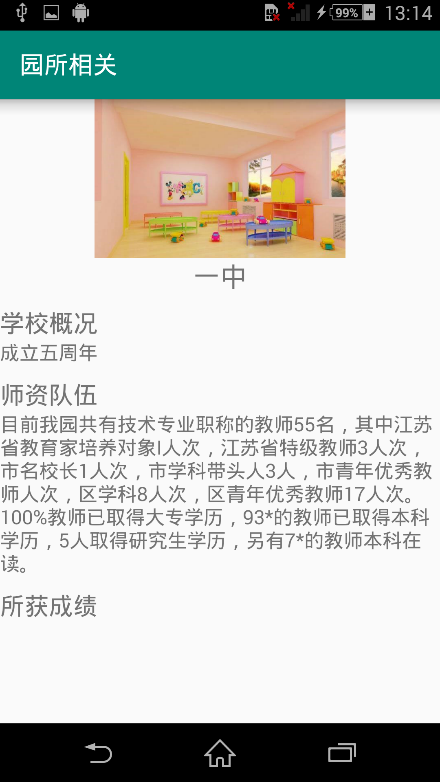 99%
13:14
园所相关
一中
学校概况
成立五周年
师资队伍
目前我园共有技术专业职称的教师55名，其中江苏
省教育家培养对象I人次，江苏省特级教师3人次，
市名校长1人次，市学科带头人3人，市青年优秀教
师人次，区学科8人次，区青年优秀教师17人次。
100%教师已取得大专学历，93*的教师已取得本科
学历，5人取得研究生学历，另有7*的教师本科在
读。
所获成绩